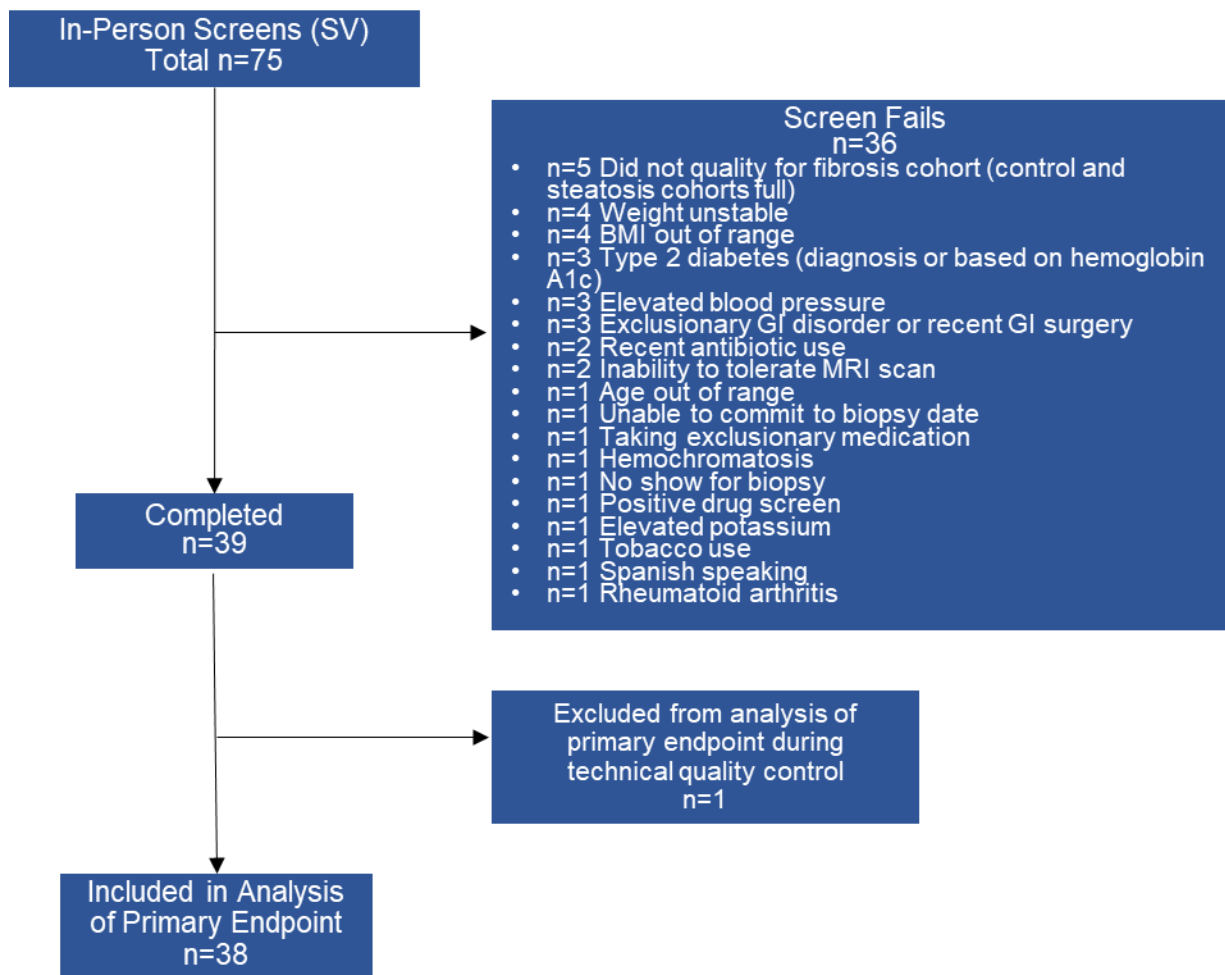 In-Person Screens (SV)
Total n=75
Screen Fails
n=36
• n=5 Did not quality for fibrosis cohort (control and
steatosis cohorts full)
• n=4 Weight unstable
• n=4 BMI out of range
• n=3 Type 2 diabetes (diagnosis or based on hemoglobin
A1c)
• n=3 Elevated blood pressure
• n=3 Exclusionary GI disorder or recent GI surgery
• n=2 Recent antibiotic use
• n=2 Inability to tolerate MRI scan
• n=1 Age out of range
• n=1 Unable to commit to biopsy date
• n=1 Taking exclusionary medication
• n=1 Hemochromatosis
• n=1 No show for biopsy
• n=1 Positive drug screen
• n=1 Elevated potassium
• n=1 Tobacco use
• n=1 Spanish speaking
• n=1 Rheumatoid arthritis
Completed
n=39
Excluded from analysis of
primary endpoint during
technical quality control
n=1
Included in Analysis
of Primary Endpoint
n=38